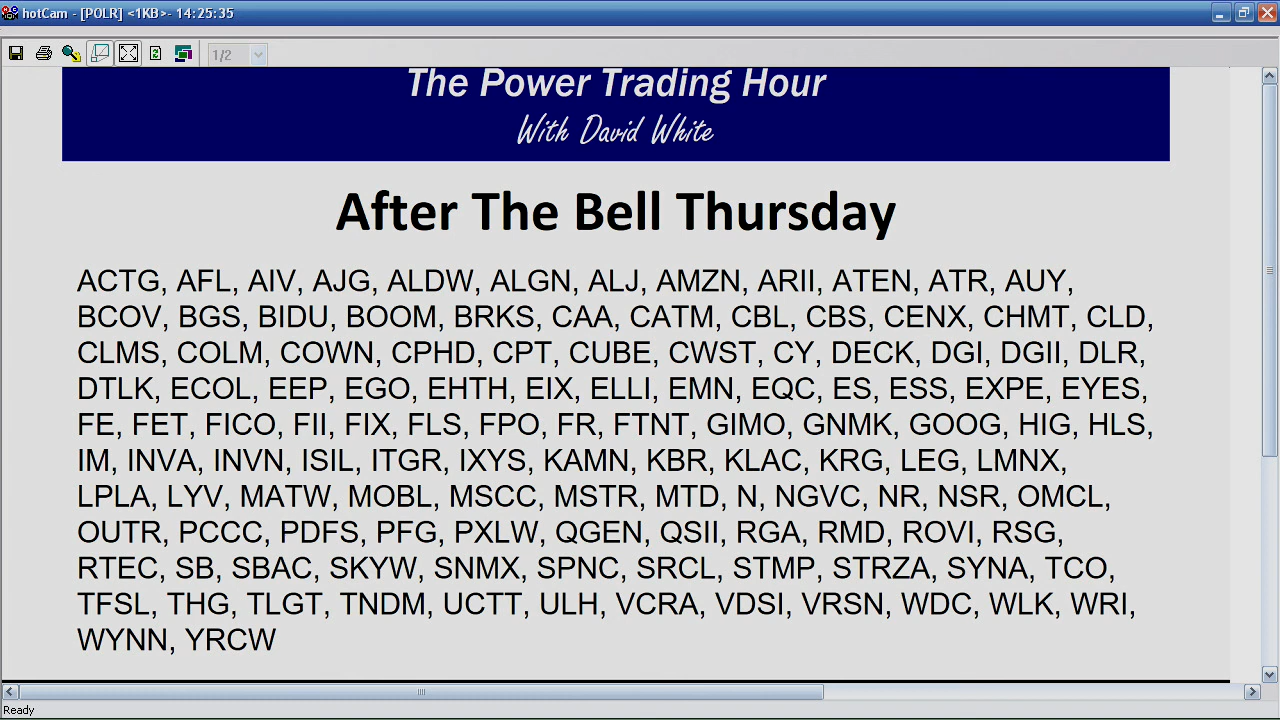 hotCam - [POLR] <1KB>- 14:25:35
1/2
The Power Trading Hour
With David White
After The Bell Thursday
ACTG, AFL, AIV, AJG, ALDW, ALGN, ALJ, AMZN, ARII, ATEN, ATR, AUY,
BCOV, BGS, BIDU, BOOM, BRKS, CAA, CATM, CBL, CBS, CENX, CHMT, CLD,
CLMS, COLM, COWN, CPHD, CPT, CUBE, CWST, CY, DECK, DGI, DGII, DLR,
DTLK, ECOL, EEP, EGO, EHTH, EIX, ELLI, EMN, EQC, ES, ESS, EXPE, EYES,
FE, FET, FICO, FII, FIX, FLS, FPO, FR, FTNT, GIMO, GNMK, GOOG, HIG, HLS,
IM, INVA, INVN, ISIL, ITGR, IXYS, KAMN, KBR, KLAC, KRG, LEG, LMNX,
LPLA, LYV, MATW, MOBL, MSCC, MSTR, MTD, N, NGVC, NR, NSR, OMCL,
OUTR, PCCC, PDFS, PFG, PXLW, QGEN, QSII, RGA, RMD, ROVI, RSG,
RTEC, SB, SBAC, SKYW, SNMX, SPNC, SRCL, STMP, STRZA, SYNA, TCO,
TFSL, THG, TLGT, TNDM, UCTT, ULH, VCRA, VDSI, VRSN, WDC, WLK, WRI,
WYNN, YRCW
Ready